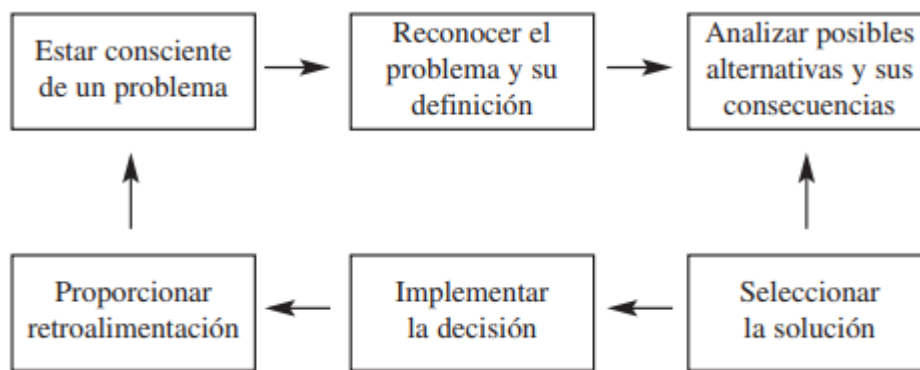 Estar consciente
de un problema
Reconocer el
problema y su
definición
Analizar posibles
alternativas y sus
consecuencias
Proporcionar
retroalimentación
Implementar
la decisión
Seleccionar
la solución